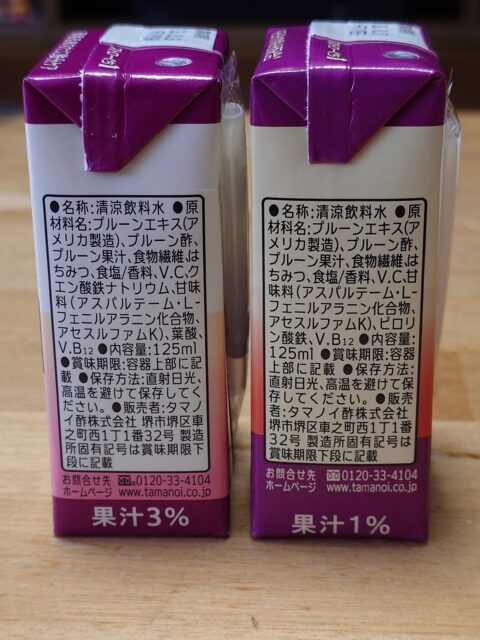 ●名称:清涼飲料水 ●原
材料名:プルーンエキス(ア
メリカ製造)、プルーン酢、
プルーン果汁、食物繊維、は
ちみつ、食塩/香料、V.C、ク
エン酸鉄ナトリウム、甘味
料(アスパルテーム・L-
フェニルアラニン化合物、
アセスルファムK)、葉酸、
V.B12 ●内容量:125ml
●賞味期限:容器上部に記
載 ●保存方法:直射日光、
高温を避けて保存してく
ださい。●販売者:タマノ
イ酢株式会社 堺市堺区車
之町西1丁1番32号 製造
所固有記号は賞味期限下
段に記載
お問合せ先 0120-33-4104
ホームページ www.tamanoi.co.jp
果汁3%
●名称:清涼飲料水 ●原
材料名:プルーンエキス(ア
メリカ製造)、プルーン酢、
プルーン果汁、食物繊維、は
ちみつ、食塩/香料、V.C、甘
味料(アスパルテーム・L-
フェニルアラニン化合物、
アセスルファムK)、ピロリ
ン酸鉄、V.B12 ●内容量:
125ml ●賞味期限:容器
上部に記載 ●保存方法:
直射日光、高温を避けて保
存してください。●販売
者:タマノイ酢株式会社
堺市堺区車之町西1丁1番
32号 製造所固有記号は
賞味期限下段に記載
お問合せ先 0120-33-4104
ホームページ www.tamanoi.co.jp
果汁1%